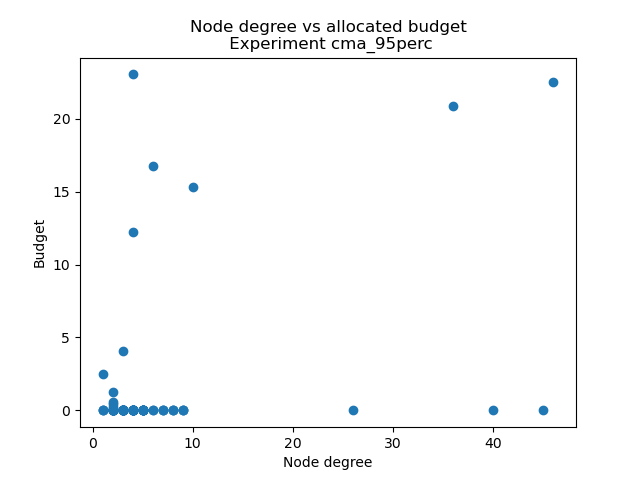 Node degree vs allocated budget
Experiment cma_95perc
20
15
10
5
0
Budget
0 10 20 30 40
Node degree